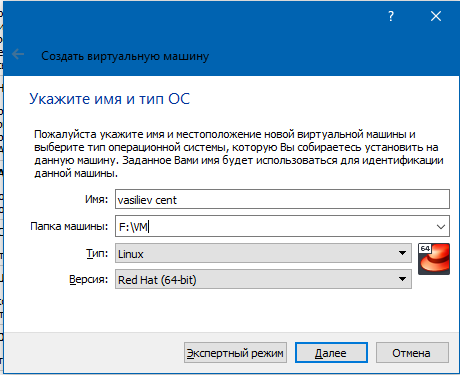 ?
Создать виртуальную машину
Укажите имя и тип ОС
Пожалуйста укажите имя и местоположение новой виртуальной машины и
выберите тип операционной системы, которую Вы собираетесь установить на
данную машину. Заданное Вами имя будет использоваться для идентификации
данной машины.
Имя: vasiliev cent
Папка машины: F:\VM
Тип: Linux
64
Версия: Red Hat (64-bit)
Экспертный режим Далее Отмена